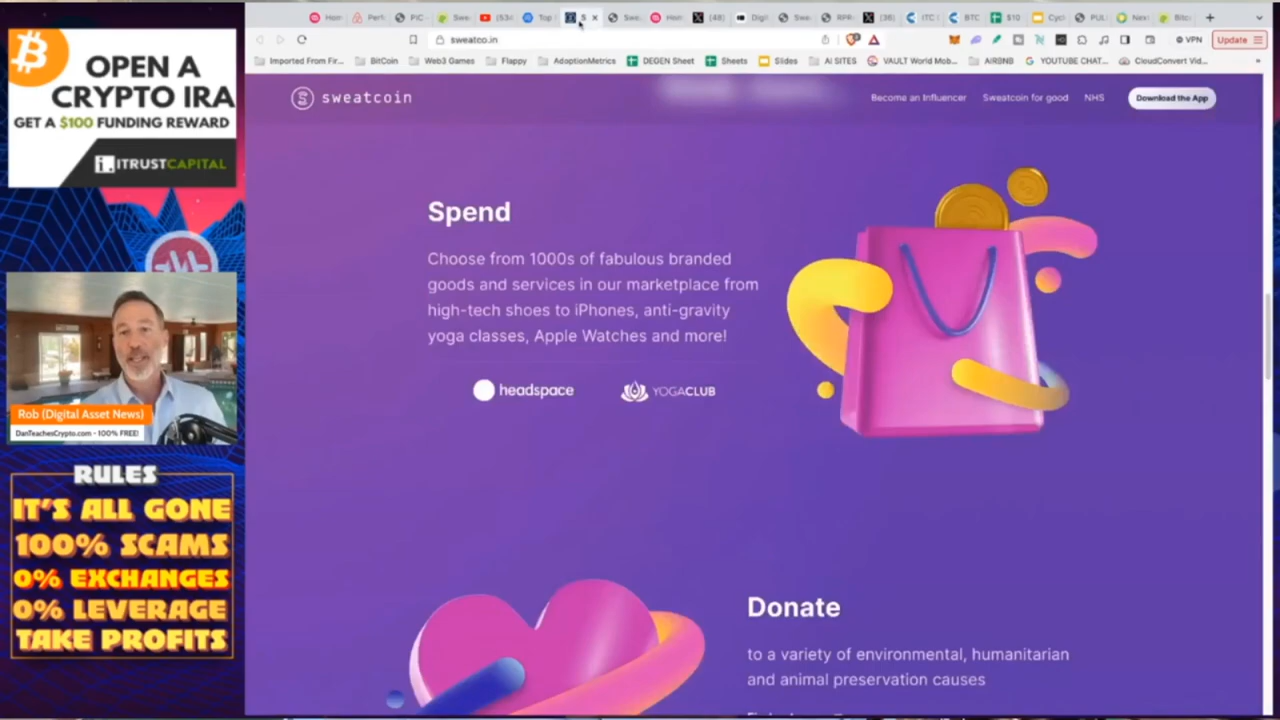 OPEN A
CRYPTO IRA
GET A $100 FUNDING REWARD
ITRUSTCAPITAL
Rob (Digital Asset News)
DanTeachesCrypto.com - 100% FREE!
RULES
IT'S ALL GONE
100% SCAMS
0% EXCHANGES
0% LEVERAGE
TAKE PROFITS
sweatco.in
VPN
Update
Imported From Fir...
BitCoin
Web3 Games
Flappy
AdoptionMetrics
DEGEN Sheet
Sheets
Slides
AI SITES
VAULT World Mob...
AIRBNB
YOUTUBE CHAT...
CloudConvert Vid...
sweatcoin
Become an Influencer
Sweatcoin for good
NHS
Download the App
Spend
Choose from 1000s of fabulous branded
goods and services in our marketplace from
high-tech shoes to iPhones, anti-gravity
yoga classes, Apple Watches and more!
headspace
YOGACLUB
Donate
to a variety of environmental, humanitarian
and animal preservation causes